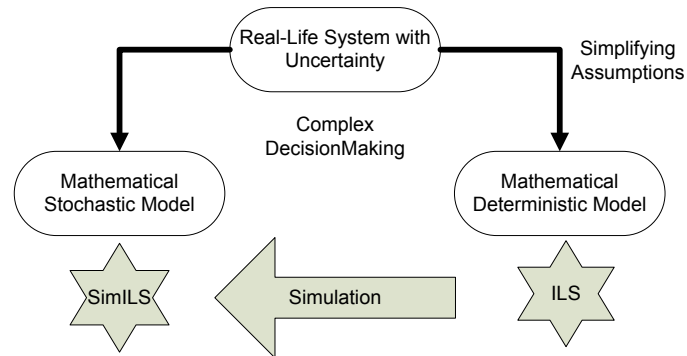 Real-Life System with
Uncertainty
Simplifying
Assumptions
Complex
DecisionMaking
Mathematical
Stochastic Model
Mathematical
Deterministic Model
SimILS
Simulation
ILS